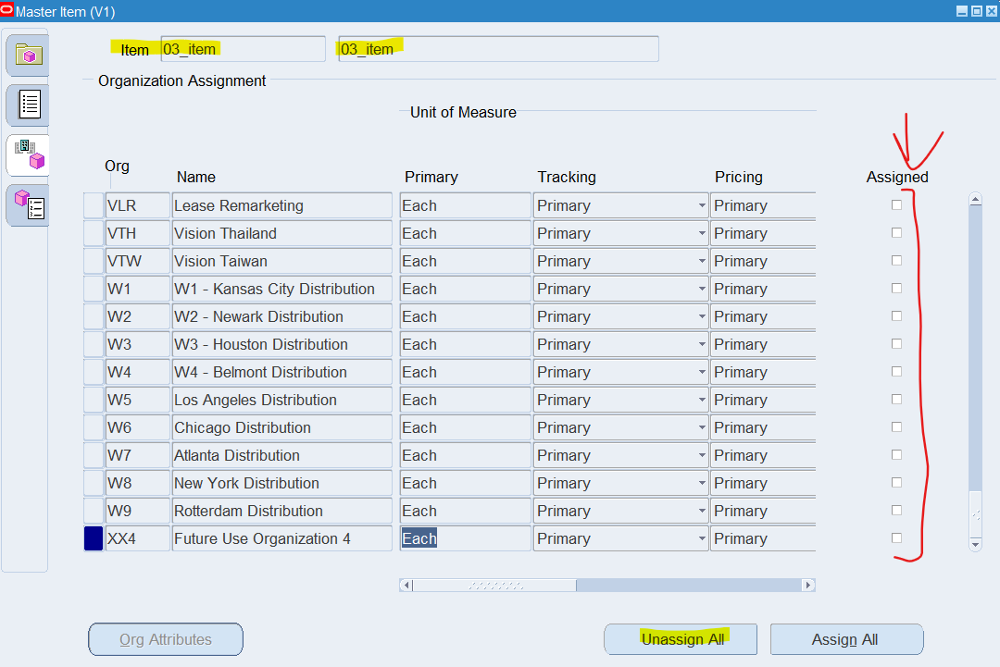 Master Item (V1)
Item 03_item 03_item
Organization Assignment
Unit of Measure
Org Name Primary Tracking Pricing Assigned
VLR Lease Remarketing Each Primary Primary
VTH Vision Thailand Each Primary Primary
VTW Vision Taiwan Each Primary Primary
W1 W1 - Kansas City Distribution Each Primary Primary
W2 W2 - Newark Distribution Each Primary Primary
W3 W3 - Houston Distribution Each Primary Primary
W4 W4 - Belmont Distribution Each Primary Primary
W5 Los Angeles Distribution Each Primary Primary
W6 Chicago Distribution Each Primary Primary
W7 Atlanta Distribution Each Primary Primary
W8 New York Distribution Each Primary Primary
W9 Rotterdam Distribution Each Primary Primary
XX4 Future Use Organization 4 Each Primary Primary
Org Attributes Unassign All Assign All